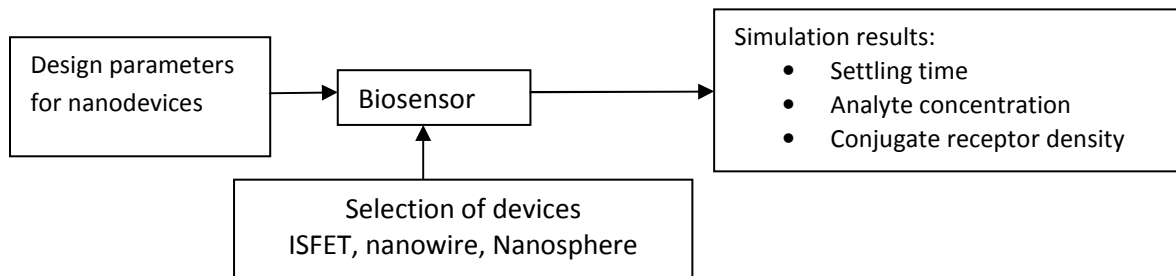 Design parameters
for nanodevices
Biosensor
Simulation results:
• Settling time
• Analyte concentration
• Conjugate receptor density
Selection of devices
ISFET, nanowire, Nanosphere